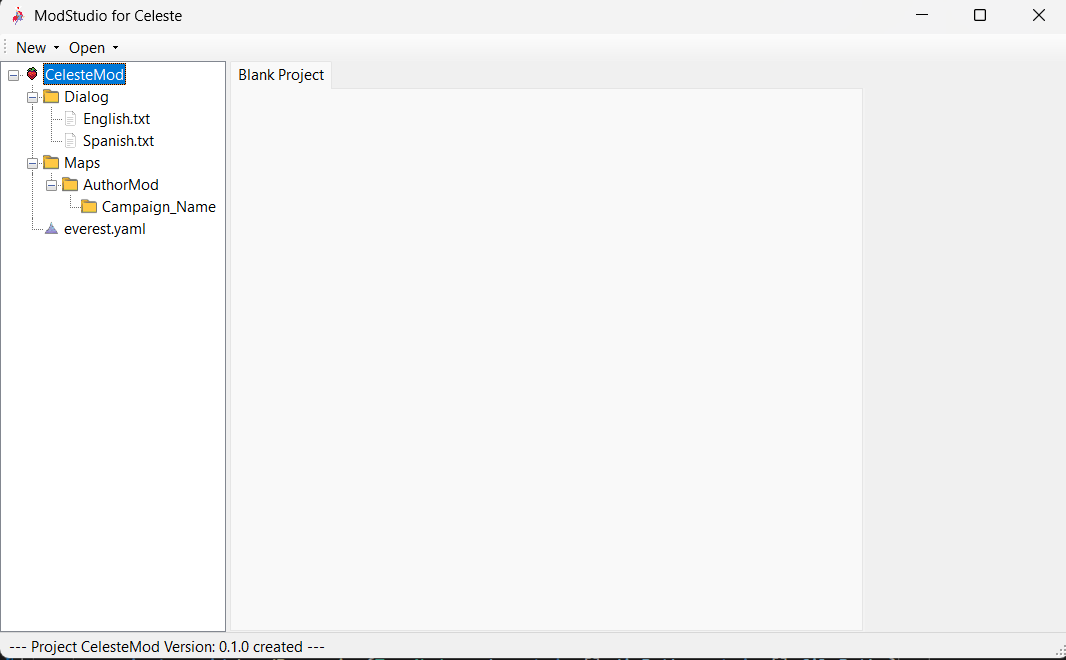 ModStudio for Celeste
New Open
CelesteMod
Blank Project
Dialog
English.txt
Spanish.txt
Maps
AuthorMod
Campaign_Name
everest.yaml
--- Project CelesteMod Version: 0.1.0 created ---